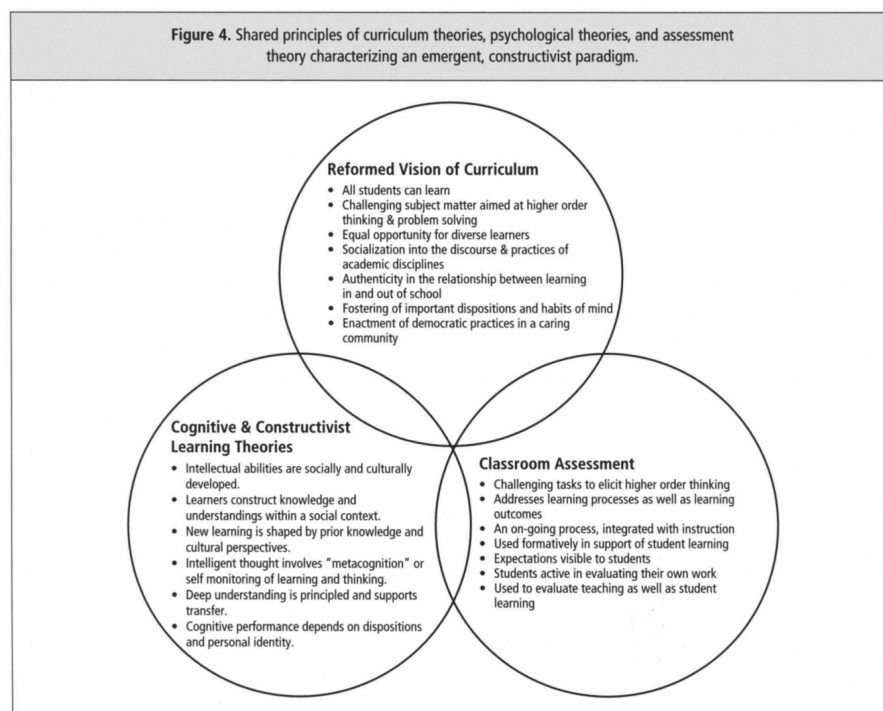 Figure 4. Shared principles of curriculum theories, psychological theories, and assessment
theory characterizing an emergent, constructivist paradigm.
Reformed Vision of Curriculum
• All students can learn
• Challenging subject matter aimed at higher order
thinking & problem solving
• Equal opportunity for diverse learners
• Socialization into the discourse & practices of
academic disciplines
• Authenticity in the relationship between learning
in and out of school
• Fostering of important dispositions and habits of mind
• Enactment of democratic practices in a caring
community
Cognitive & Constructivist
Learning Theories
• Intellectual abilities are socially and culturally
developed.
• Learners construct knowledge and
understandings within a social context.
• New learning is shaped by prior knowledge and
cultural perspectives.
• Intelligent thought involves "metacognition" or
self monitoring of learning and thinking.
• Deep understanding is principled and supports
transfer.
• Cognitive performance depends on dispositions
and personal identity.
Classroom Assessment
• Challenging tasks to elicit higher order thinking
• Addresses learning processes as well as learning
outcomes
• An on-going process, integrated with instruction
• Used formatively in support of student learning
• Expectations visible to students
• Students active in evaluating their own work
• Used to evaluate teaching as well as student
learning